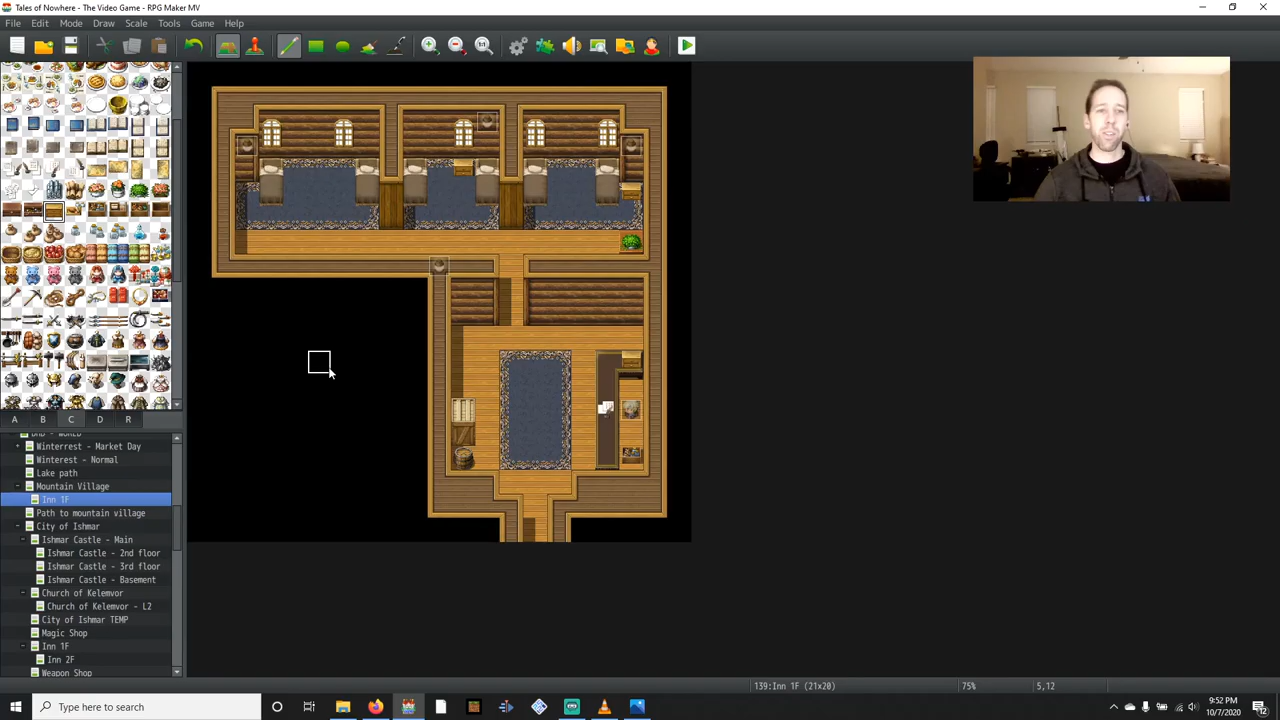 Tales of Nowhere - The Video Game - RPG Maker MV
File Edit Mode Draw Scale Tools Game Help
1:1
A B C D R
Winterrest - Market Day
Winterest - Normal
Lake path
Mountain Village
Inn 1F
Path to mountain village
City of Ishmar
Ishmar Castle - Main
Ishmar Castle - 2nd floor
Ishmar Castle - 3rd floor
Ishmar Castle - Basement
Church of Kelemvor
Church of Kelemvor - L2
City of Ishmar TEMP
Magic Shop
Inn 1F
Inn 2F
Weapon Shop
139:Inn 1F (21x20) 75% 5,12
Type here to search
9:52 PM
10/7/2020
12